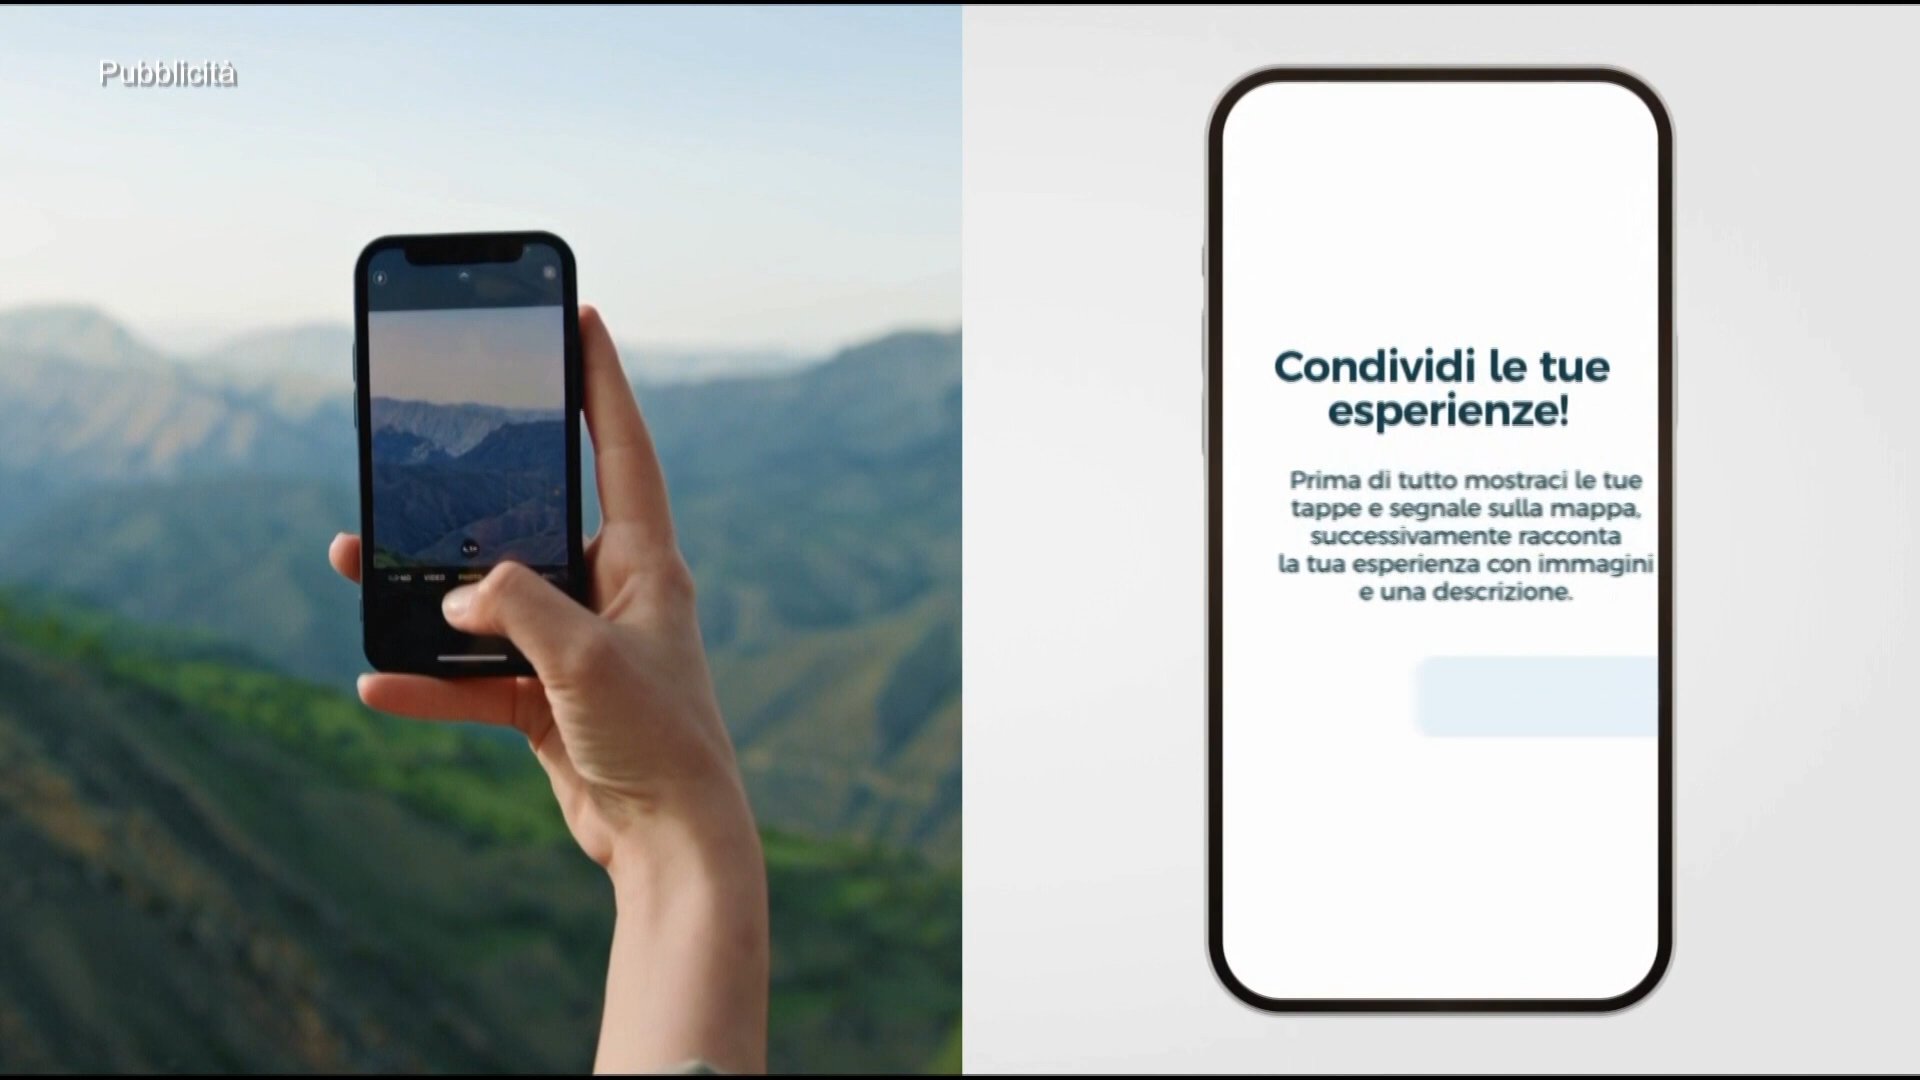 Pubblicità
VIDEO
Condividi le tue
esperienze!
Prima di tutto mostraci le tue
tappe e segnale sulla mappa,
successivamente racconta
la tua esperienza con immagini
e una descrizione.